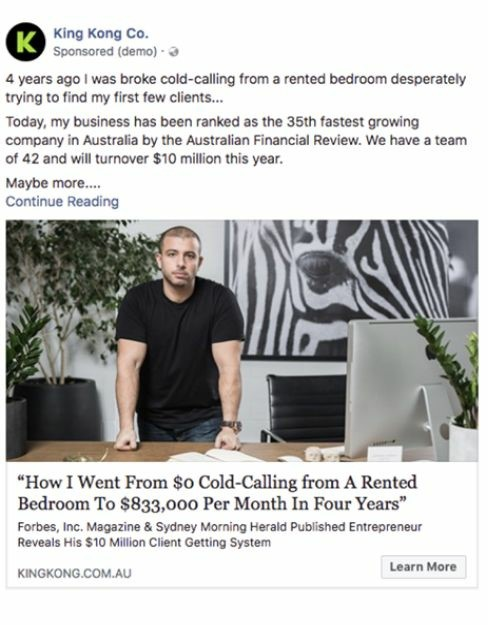 K
King Kong Co.
Sponsored (demo) ·
4 years ago I was broke cold-calling from a rented bedroom desperately
trying to find my first few clients...
Today, my business has been ranked as the 35th fastest growing
company in Australia by the Australian Financial Review. We have a team
of 42 and will turnover $10 million this year.
Maybe more....
Continue Reading
“How I Went From $0 Cold-Calling from A Rented
Bedroom To $833,000 Per Month In Four Years”
Forbes, Inc. Magazine & Sydney Morning Herald Published Entrepreneur
Reveals His $10 Million Client Getting System
KINGKONG.COM.AU
Learn More